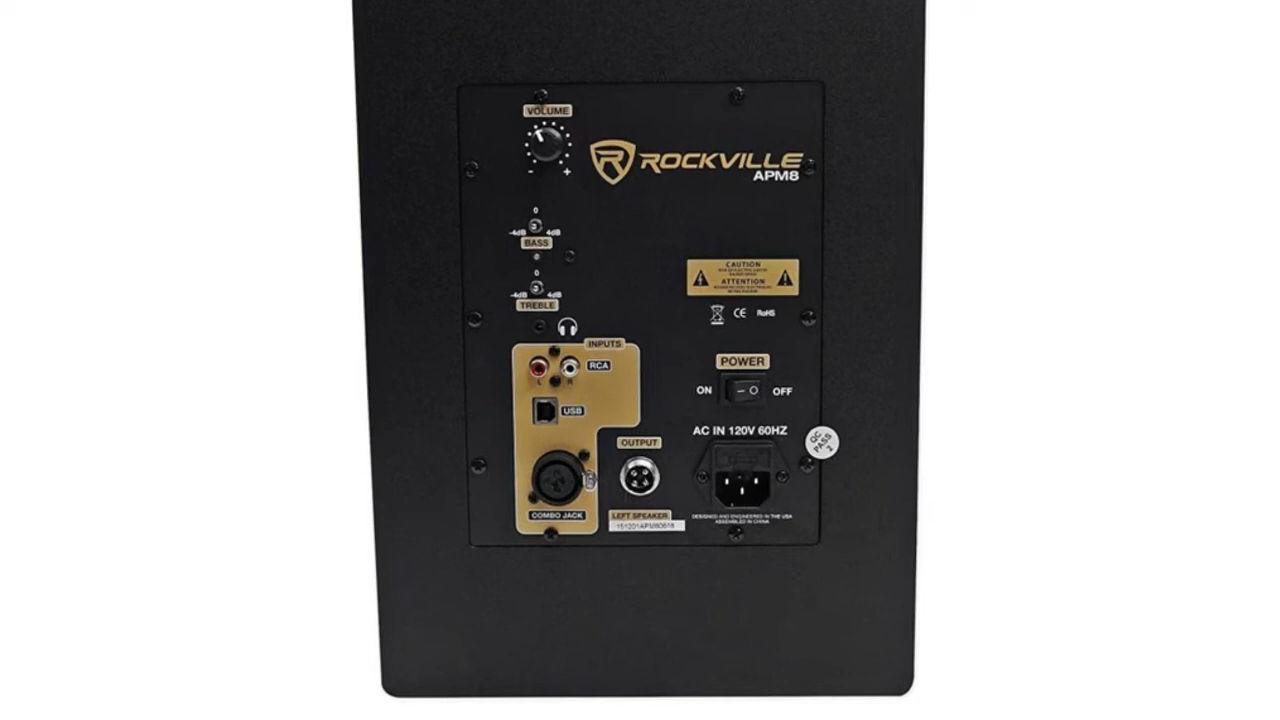 VOLUME
- +
R ROCKVILLE
APM8
0
-4dB 4dB
BASS
0
-4dB 4dB
TREBLE
CAUTION
ATTENTION
CE RoHS
INPUTS
RCA
L R
USB
COMBO JACK
OUTPUT
LEFT SPEAKER
POWER
ON OFF
AC IN 120V 60HZ
QC
PASS
2
DESIGNED AND ENGINEERED IN THE USA
ASSEMBLED IN CHINA